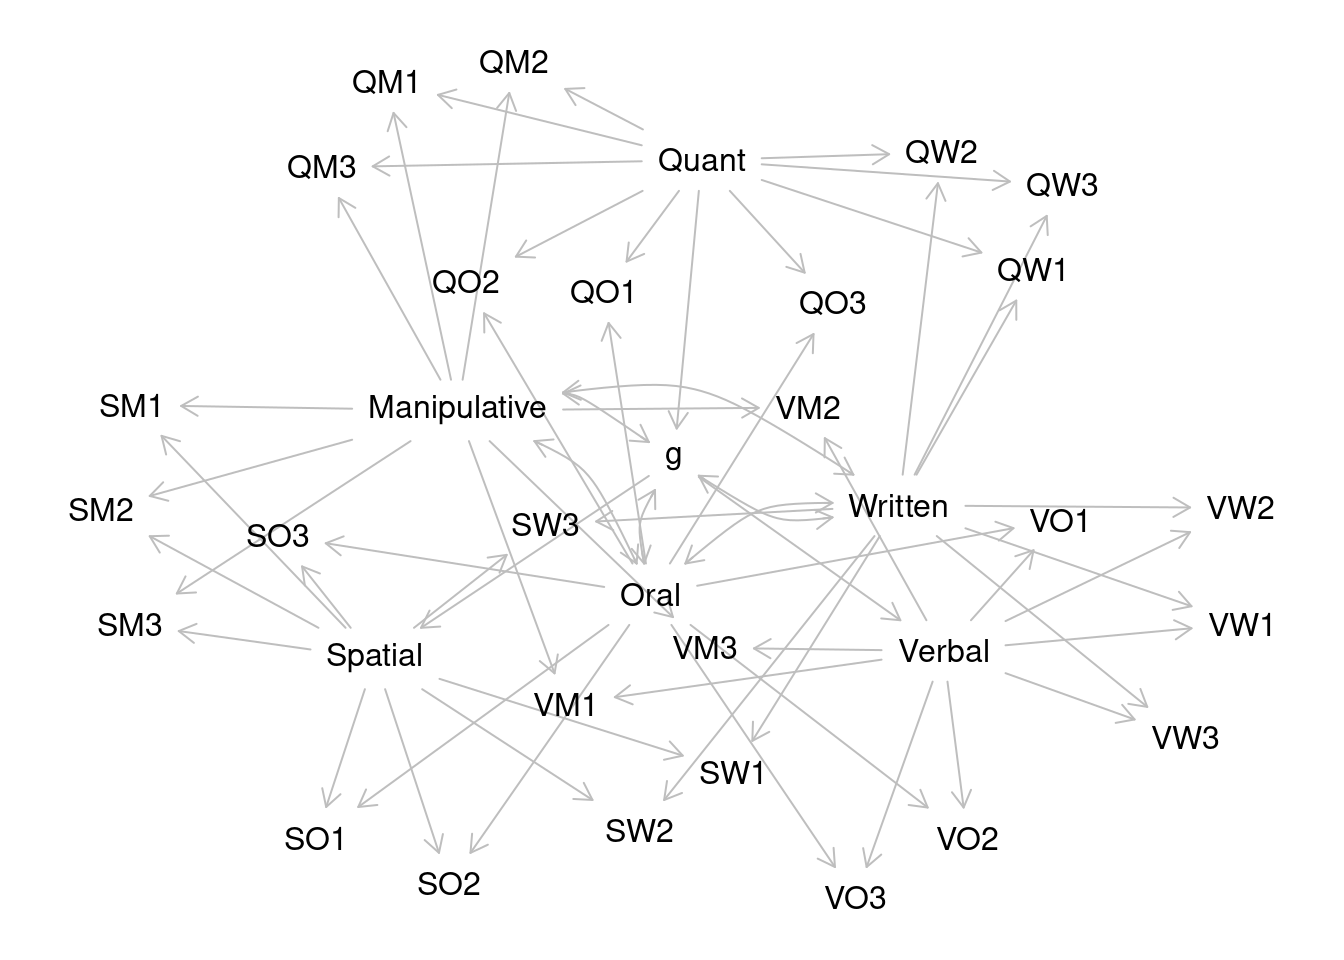 QM2
QM1
QM3
Quant
QW2
QW3
QW1
QO2
QO1
QO3
SM1
Manipulative
VM2
g
SM2
SO3
SW3
Written
VO1
VW2
SM3
Oral
Spatial
VM3
Verbal
VW1
VM1
VW3
SW1
SO1
SW2
VO2
SO2
VO3